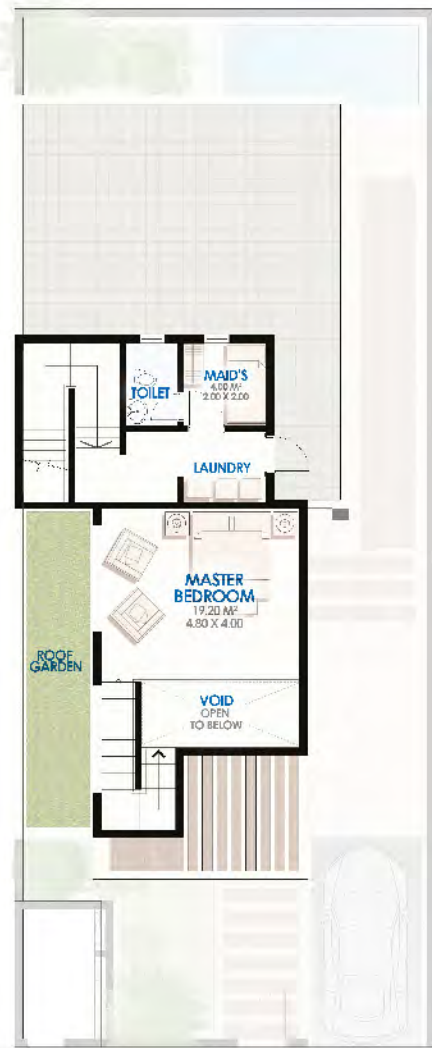 MAID'S
4.00 M²
2.00 X 2.00
TOILET
LAUNDRY
MASTER
BEDROOM
19.20 M²
4.80 X 4.00
ROOF
GARDEN
VOID
OPEN
TO BELOW